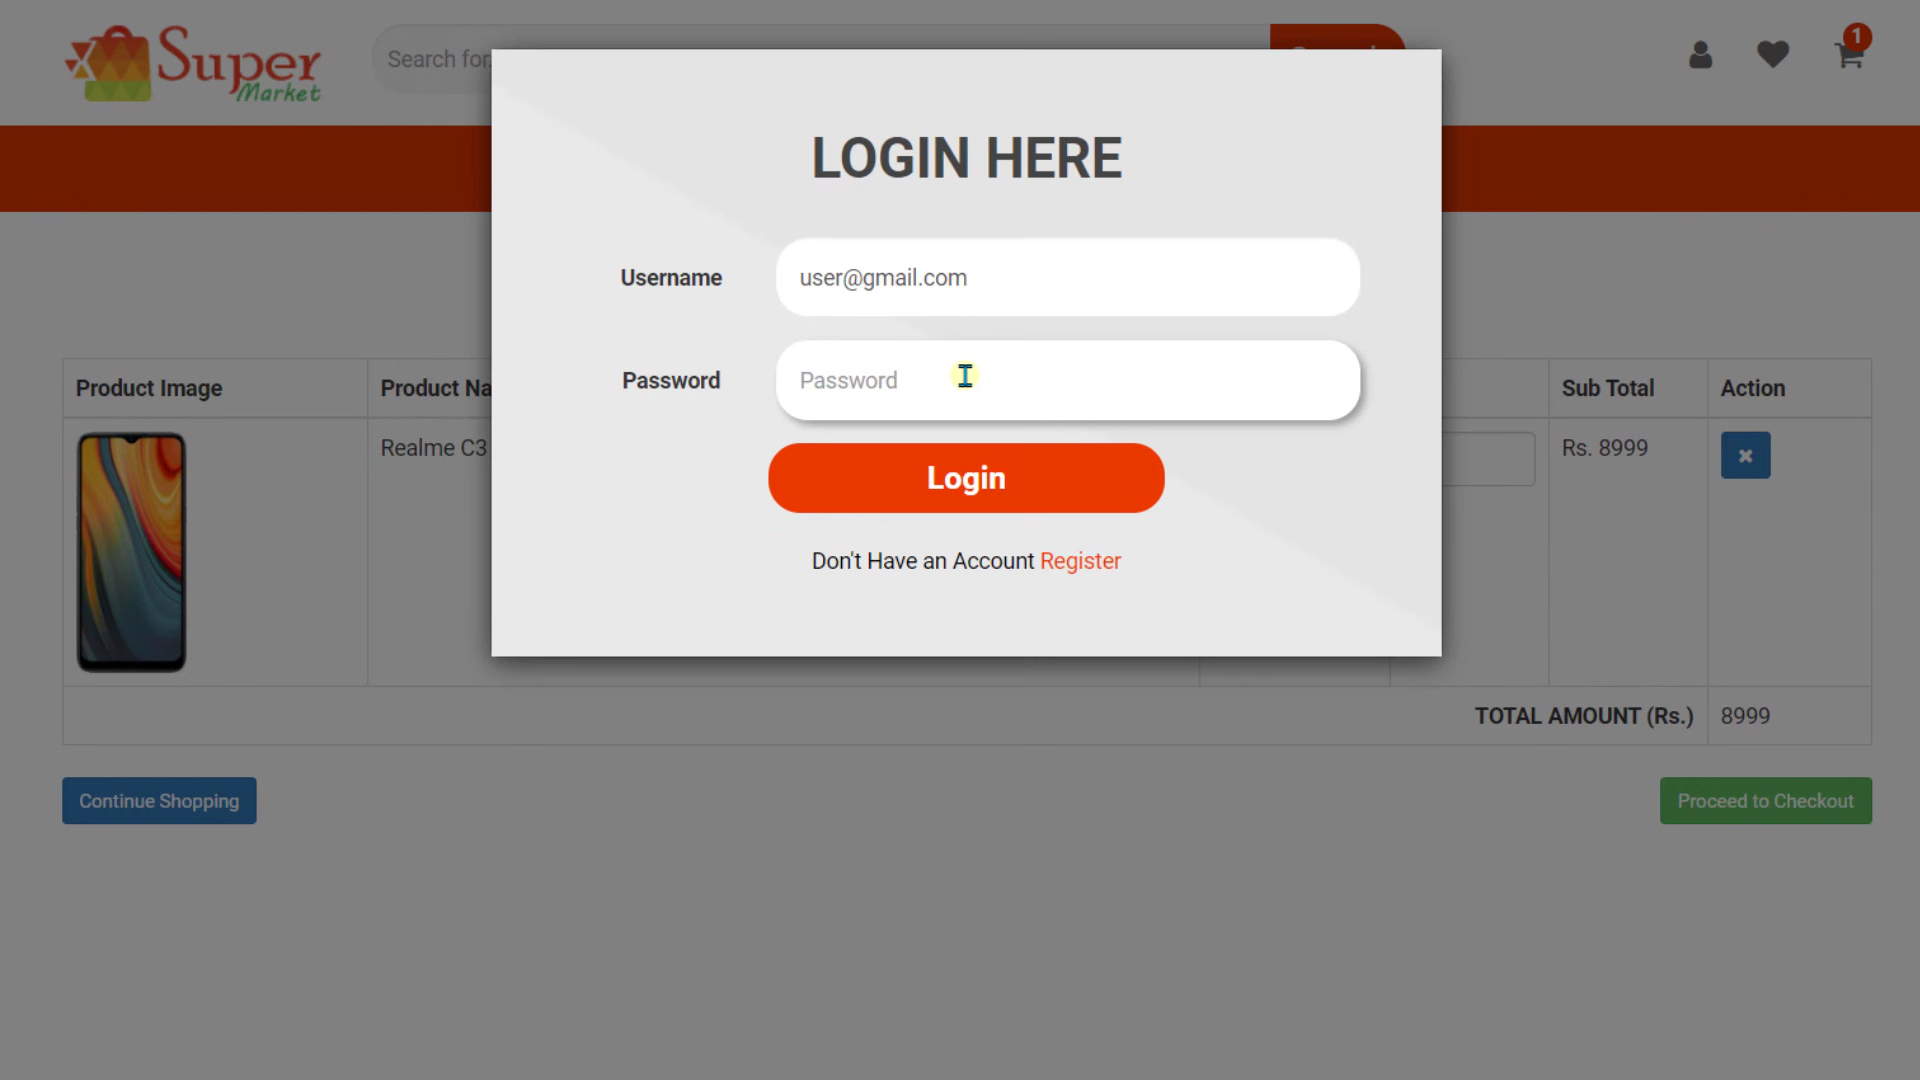 Super
Market
Search for.
1
LOGIN HERE
Username
user@gmail.com
Password
Password
Login
Don't Have an Account Register
Product Image
Product Na
Sub Total
Action
Realme C3
Rs. 8999
TOTAL AMOUNT (Rs.)
8999
Continue Shopping
Proceed to Checkout